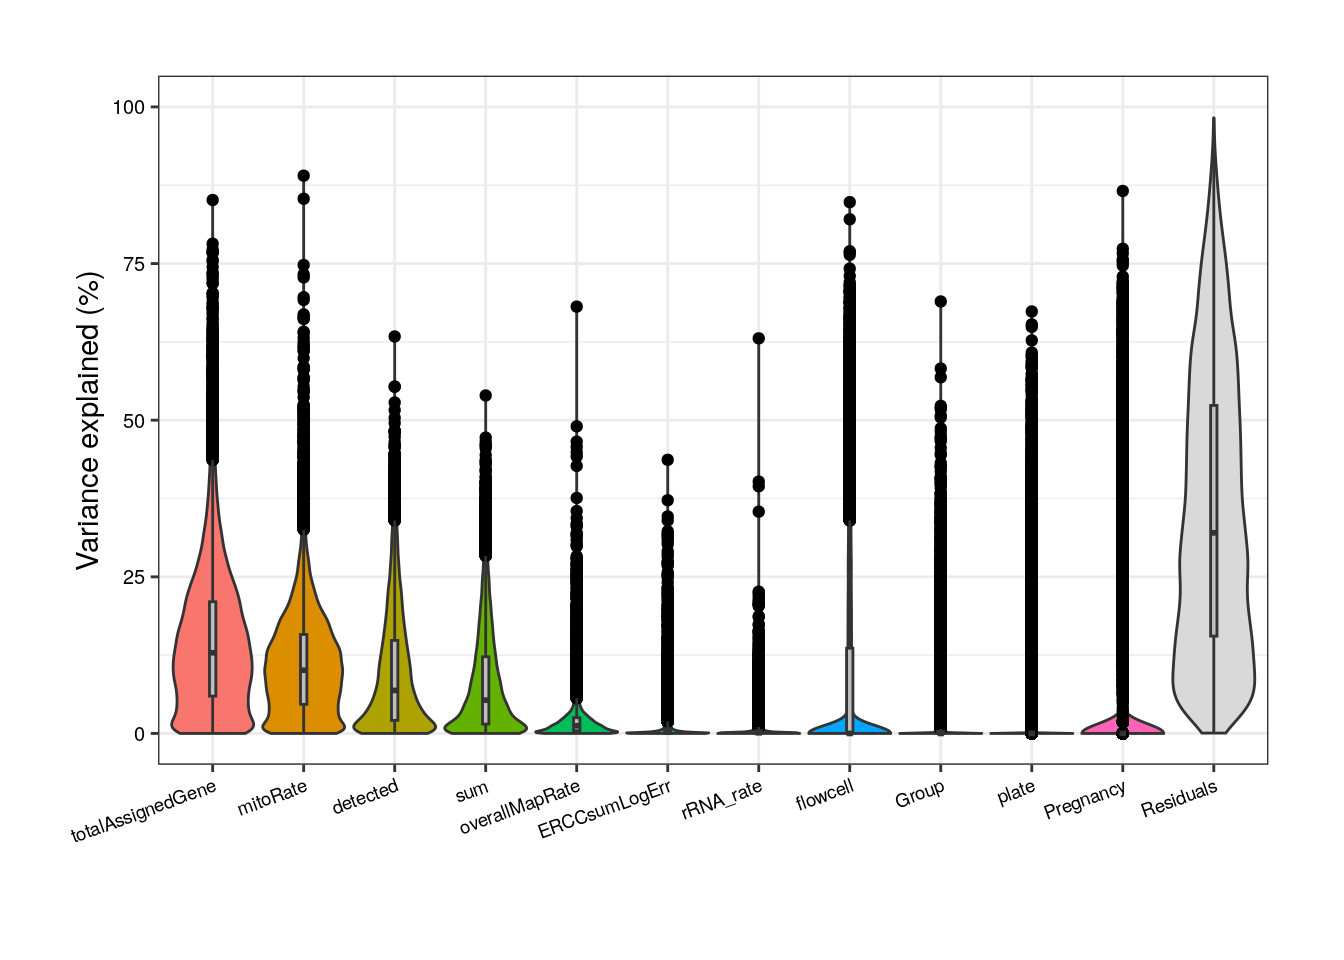 100
75
50
25
0
Variance explained (%)
totalAssignedGene
mitoRate
detected
sum
overallMapRate
ERCCsumLogErr
rRNA_rate
flowcell
Group
plate
Pregnancy
Residuals